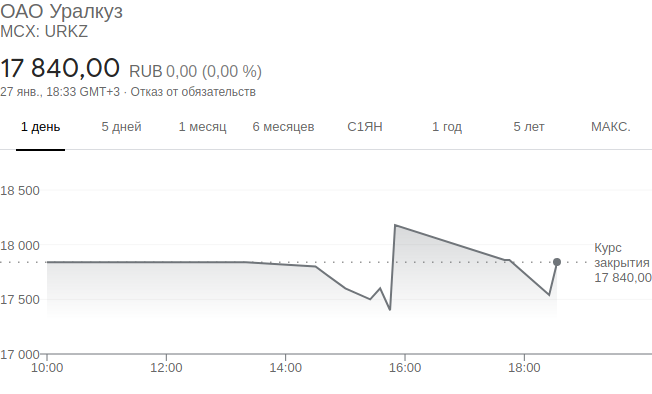 ОАО Уралкуз
MCX: URKZ
17 840,00 RUB 0,00 (0,00 %)
27 янв., 18:33 GMT+3 · Отказ от обязательств
1 день 5 дней 1 месяц 6 месяцев С1ЯН 1 год 5 лет МАКС.
18 500
18 000
17 500
17 000
Курс
закрытия
17 840,00
10:00 12:00 14:00 16:00 18:00